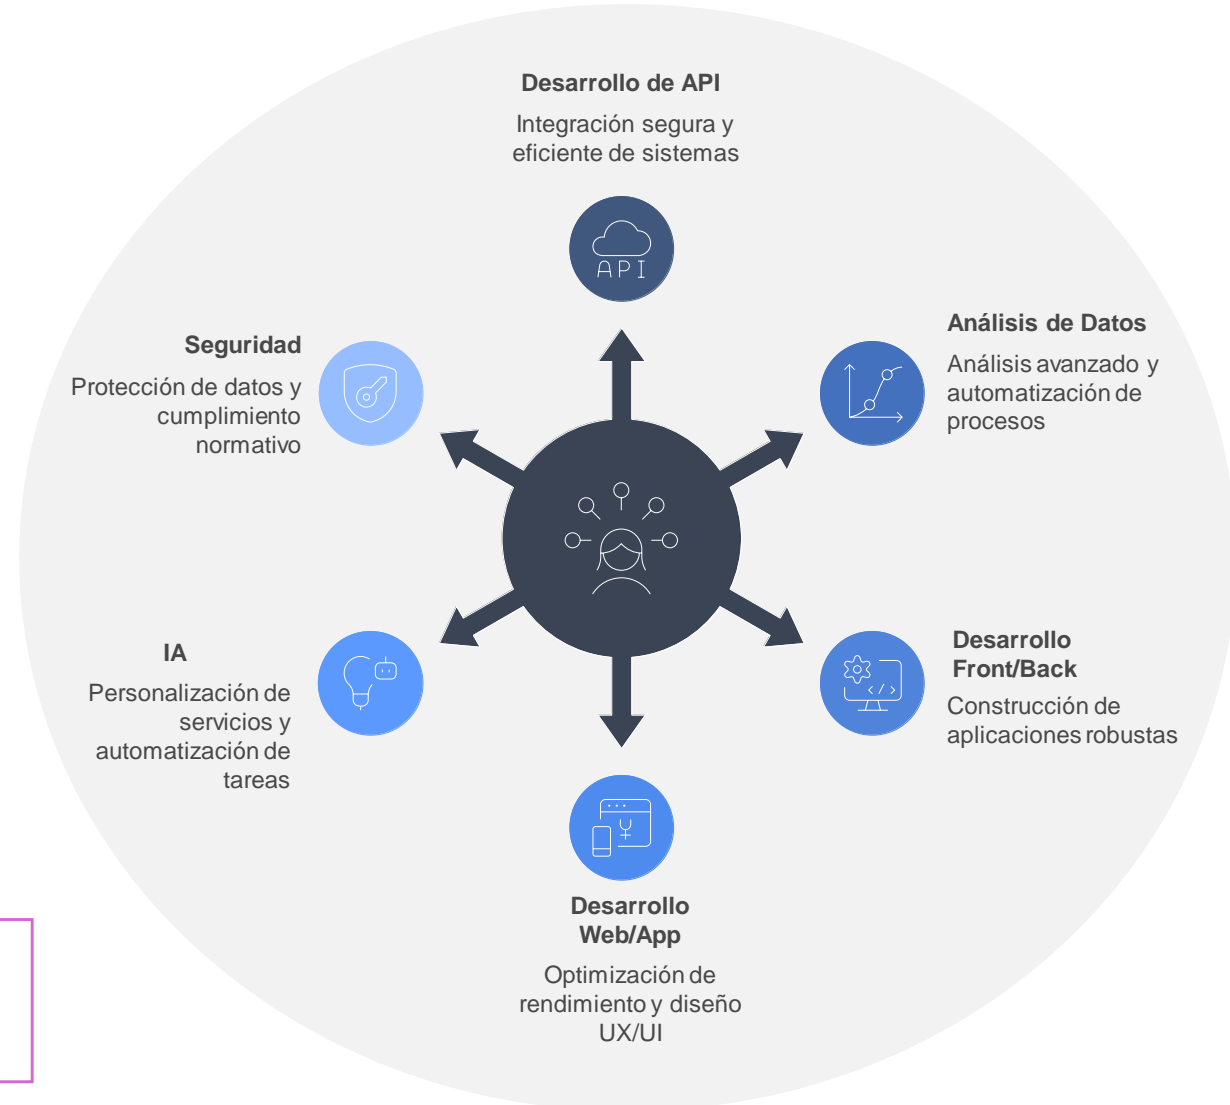 Desarrollo de API
Integración segura y
eficiente de sistemas
API
Análisis de Datos
Análisis avanzado y
automatización de
procesos
Seguridad
Protección de datos y
cumplimiento
normativo
IA
Personalización de
servicios y
automatización de
tareas
Desarrollo
Front/Back
Construcción de
aplicaciones robustas
</>
Desarrollo
Web/App
Optimización de
rendimiento y diseño
UX/UI